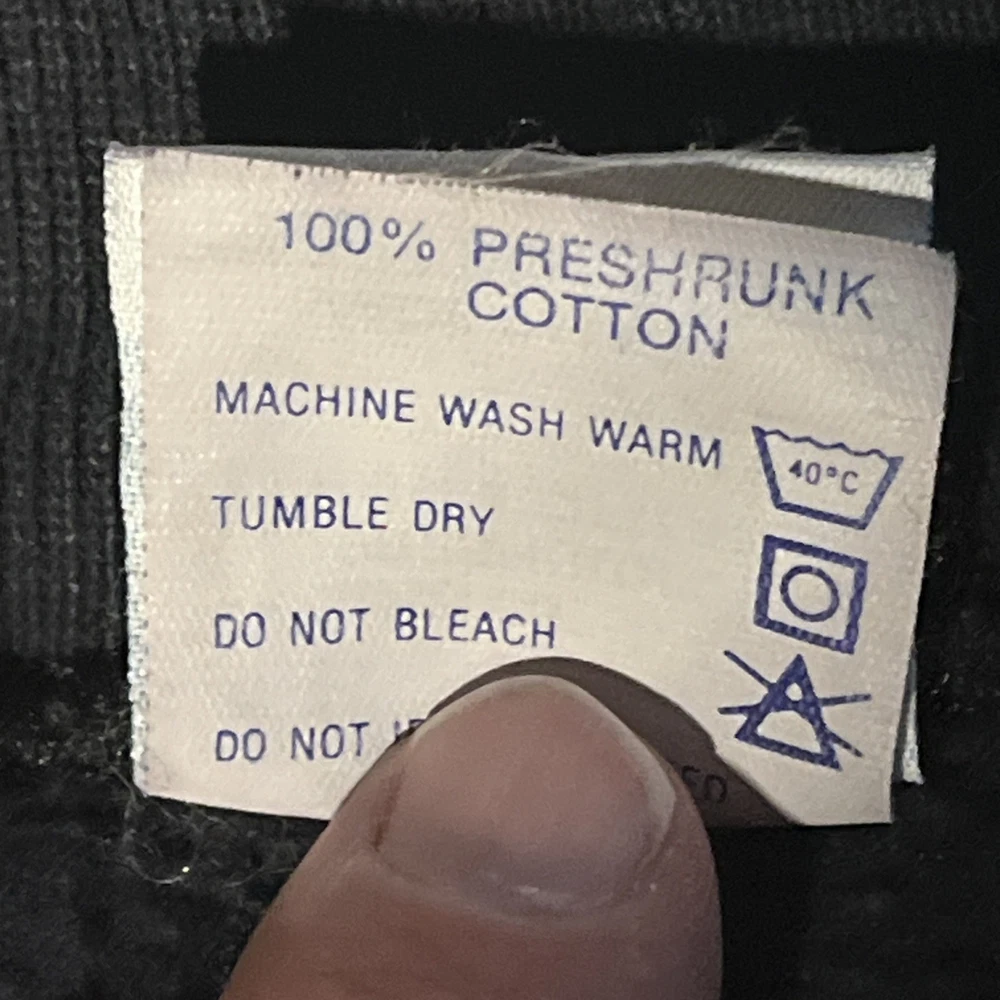 100% PRESHRUNK
COTTON
MACHINE WASH WARM
40°C
TUMBLE DRY
DO NOT BLEACH
DO NOT